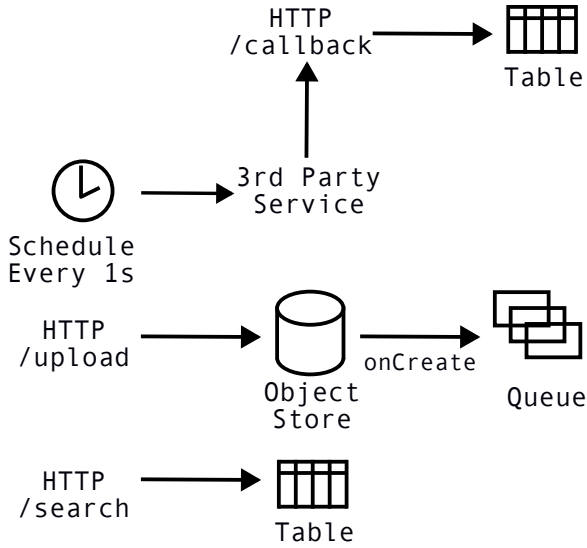 HTTP
/callback
Table
3rd Party
Service
Schedule
Every 1s
HTTP
/upload
onCreate
Object
Store
Queue
HTTP
/search
Table